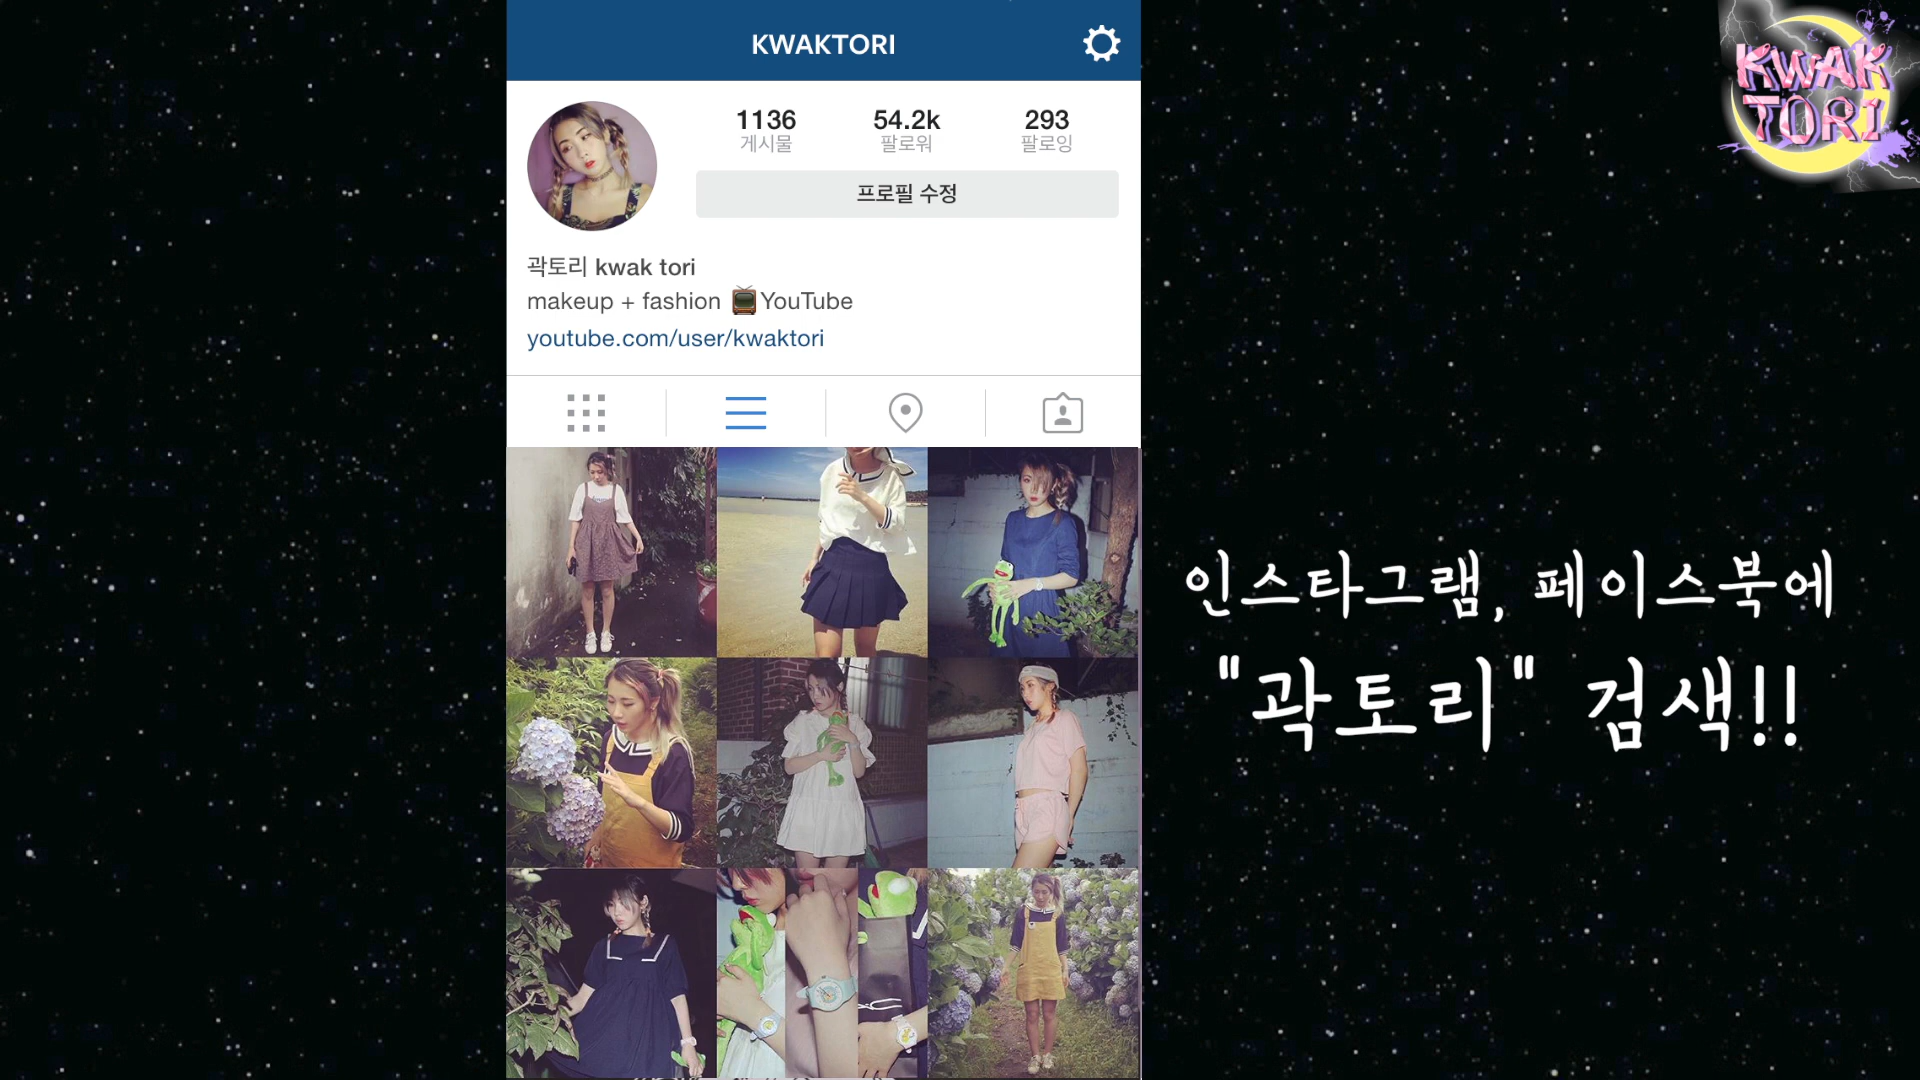 KWAKTORI
1136 54.2k 293
게시물 팔로워 팔로잉
프로필 수정
곽토리 kwak tori
makeup + fashion 📺YouTube
youtube.com/user/kwaktori
KWAK
TORI
인스타그램, 페이스북에
"곽토리" 검색!!